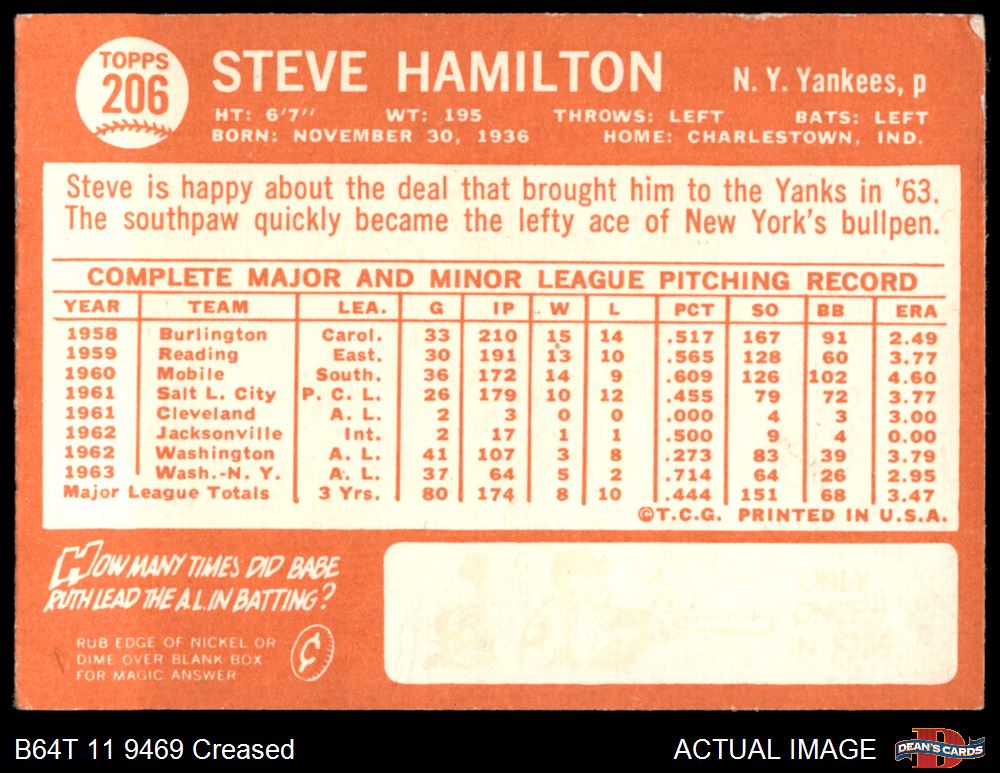 TOPPS
206
STEVE HAMILTON
N. Y. Yankees, p
HT: 6'7" WT: 195 THROWS: LEFT BATS: LEFT
BORN: NOVEMBER 30, 1936 HOME: CHARLESTOWN, IND.
Steve is happy about the deal that brought him to the Yanks in '63.
The southpaw quickly became the lefty ace of New York's bullpen.
COMPLETE MAJOR AND MINOR LEAGUE PITCHING RECORD
YEAR TEAM LEA. G IP W L PCT SO BB ERA
1958 Burlington Carol. 33 210 15 14 .517 167 91 2.49
1959 Reading East. 30 191 13 10 .565 128 60 3.77
1960 Mobile South. 36 172 14 9 .609 126 102 4.60
1961 Salt L. City P. C. L. 26 179 10 12 .455 79 72 3.77
1961 Cleveland A. L. 2 3 0 0 .000 4 3 3.00
1962 Jacksonville Int. 2 17 1 1 .500 9 4 0.00
1962 Washington A. L. 41 107 3 8 .273 83 39 3.79
1963 Wash.-N. Y. A. L. 37 64 5 2 .714 64 26 2.95
Major League Totals 3 Yrs. 80 174 8 10 .444 151 68 3.47
©T.C.G. PRINTED IN U.S.A.
HOW MANY TIMES DID BABE
RUTH LEAD THE A.L. IN BATTING?
RUB EDGE OF NICKEL OR
DIME OVER BLANK BOX
FOR MAGIC ANSWER
¢
ONLY
ONCE
IN
B64T 11 9469 Creased
ACTUAL IMAGE
DEAN'S CARDS